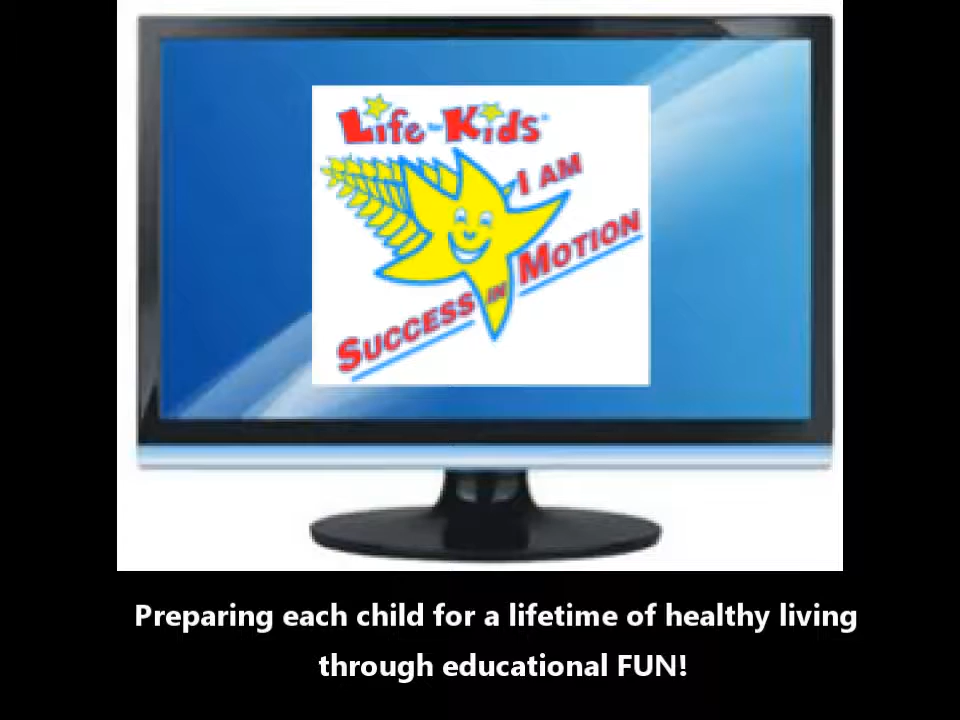 Life-Kids
I AM
SUCCESS IN MOTION
Preparing each child for a lifetime of healthy living
through educational FUN!